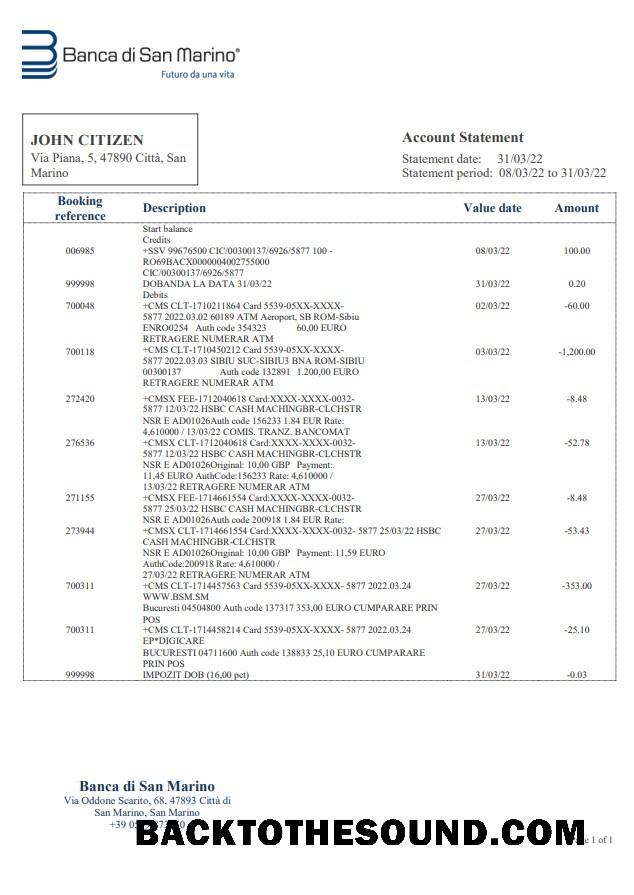 Banca di San Marino®
Futuro da una vita
JOHN CITIZEN
Via Piana, 5, 47890 Città, San
Marino
Account Statement
Statement date: 31/03/22
Statement period: 08/03/22 to 31/03/22
Booking reference Description Value date Amount
Start balance
Credits
006985 +SSV 99676500 CIC/00300137/6926/5877 100 - 08/03/22 100.00
RO69BACX0000004002755000
CIC/00300137/6926/5877
999998 DOBANDA LA DATA 31/03/22 31/03/22 0.20
Debits
700048 +CMS CLT-1710211864 Card 5539-05XX-XXXX- 02/03/22 -60.00
5877 2022.03.02 60189 ATM Aeroport, SB ROM-Sibiu
ENRO0254 Auth code 354323 60,00 EURO
RETRAGERE NUMERAR ATM
700118 +CMS CLT-1710450212 Card 5539-05XX-XXXX- 03/03/22 -1,200.00
5877 2022.03.03 SIBIU SUC-SIBIU3 BNA ROM-SIBIU
00300137 Auth code 132891 1.200,00 EURO
RETRAGERE NUMERAR ATM
272420 +CMSX FEE-1712040618 Card:XXXX-XXXX-0032- 13/03/22 -8.48
5877 12/03/22 HSBC CASH MACHINGBR-CLCHSTR
NSR E AD01026Auth code 156233 1.84 EUR Rate:
4,610000 / 13/03/22 COMIS. TRANZ. BANCOMAT
276536 +CMSX CLT-1712040618 Card:XXXX-XXXX-0032- 13/03/22 -52.78
5877 12/03/22 HSBC CASH MACHINGBR-CLCHSTR
NSR E AD01026Original: 10,00 GBP Payment:
11,45 EURO AuthCode:156233 Rate: 4,610000 /
13/03/22 RETRAGERE NUMERAR ATM
271155 +CMSX FEE-1714661554 Card:XXXX-XXXX-0032- 27/03/22 -8.48
5877 25/03/22 HSBC CASH MACHINGBR-CLCHSTR
NSR E AD01026Auth code 200918 1.84 EUR Rate:
273944 +CMSX CLT-1714661554 Card:XXXX-XXXX-0032- 5877 25/03/22 HSBC 27/03/22 -53.43
CASH MACHINGBR-CLCHSTR
NSR E AD01026Original: 10,00 GBP Payment: 11,59 EURO
AuthCode:200918 Rate: 4,610000 /
27/03/22 RETRAGERE NUMERAR ATM
700311 +CMS CLT-1714457563 Card 5539-05XX-XXXX- 5877 2022.03.24 27/03/22 -353.00
WWW.BSM.SM
Bucuresti 04504800 Auth code 137317 353,00 EURO CUMPARARE PRIN
POS
700311 +CMS CLT-1714458214 Card 5539-05XX-XXXX- 5877 2022.03.24 27/03/22 -25.10
EP*DIGICARE
BUCURESTI 04711600 Auth code 138833 25,10 EURO CUMPARARE
PRIN POS
999998 IMPOZIT DOB (16,00 pct) 31/03/22 -0.03
Banca di San Marino
Via Oddone Scarito, 68, 47893 Città di
San Marino, San Marino
+39
BACKTOTHESOUND.COM
1 of 1